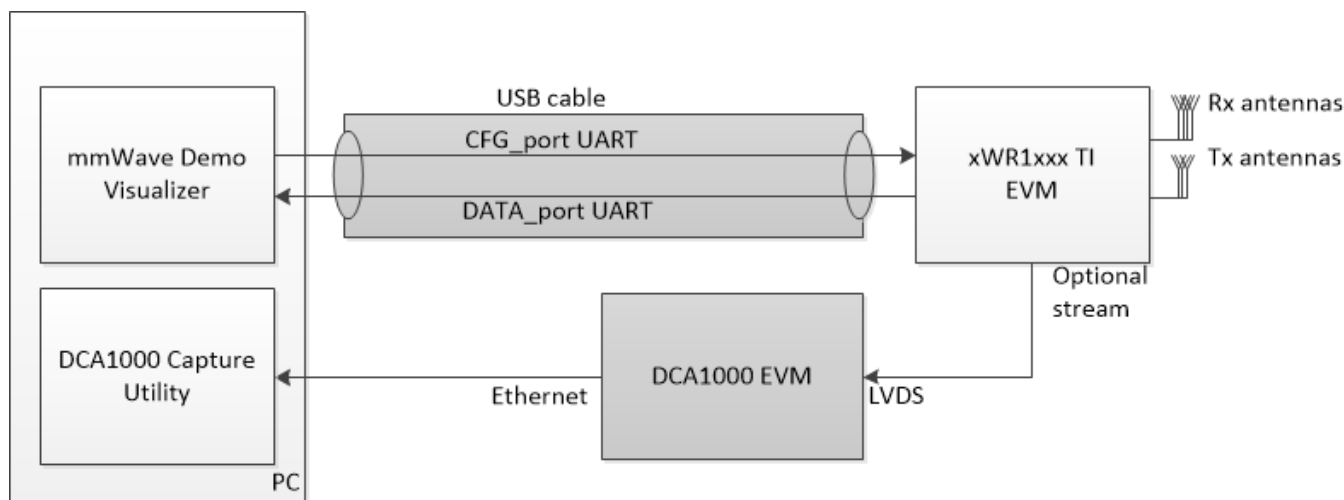 USB cable
Rx antennas
mmWave Demo
Visualizer
CFG_port UART
xWR1xxx TI
EVM
Tx antennas
DATA_port UART
Optional
stream
DCA1000 Capture
Utility
Ethernet
DCA1000 EVM
LVDS
PC